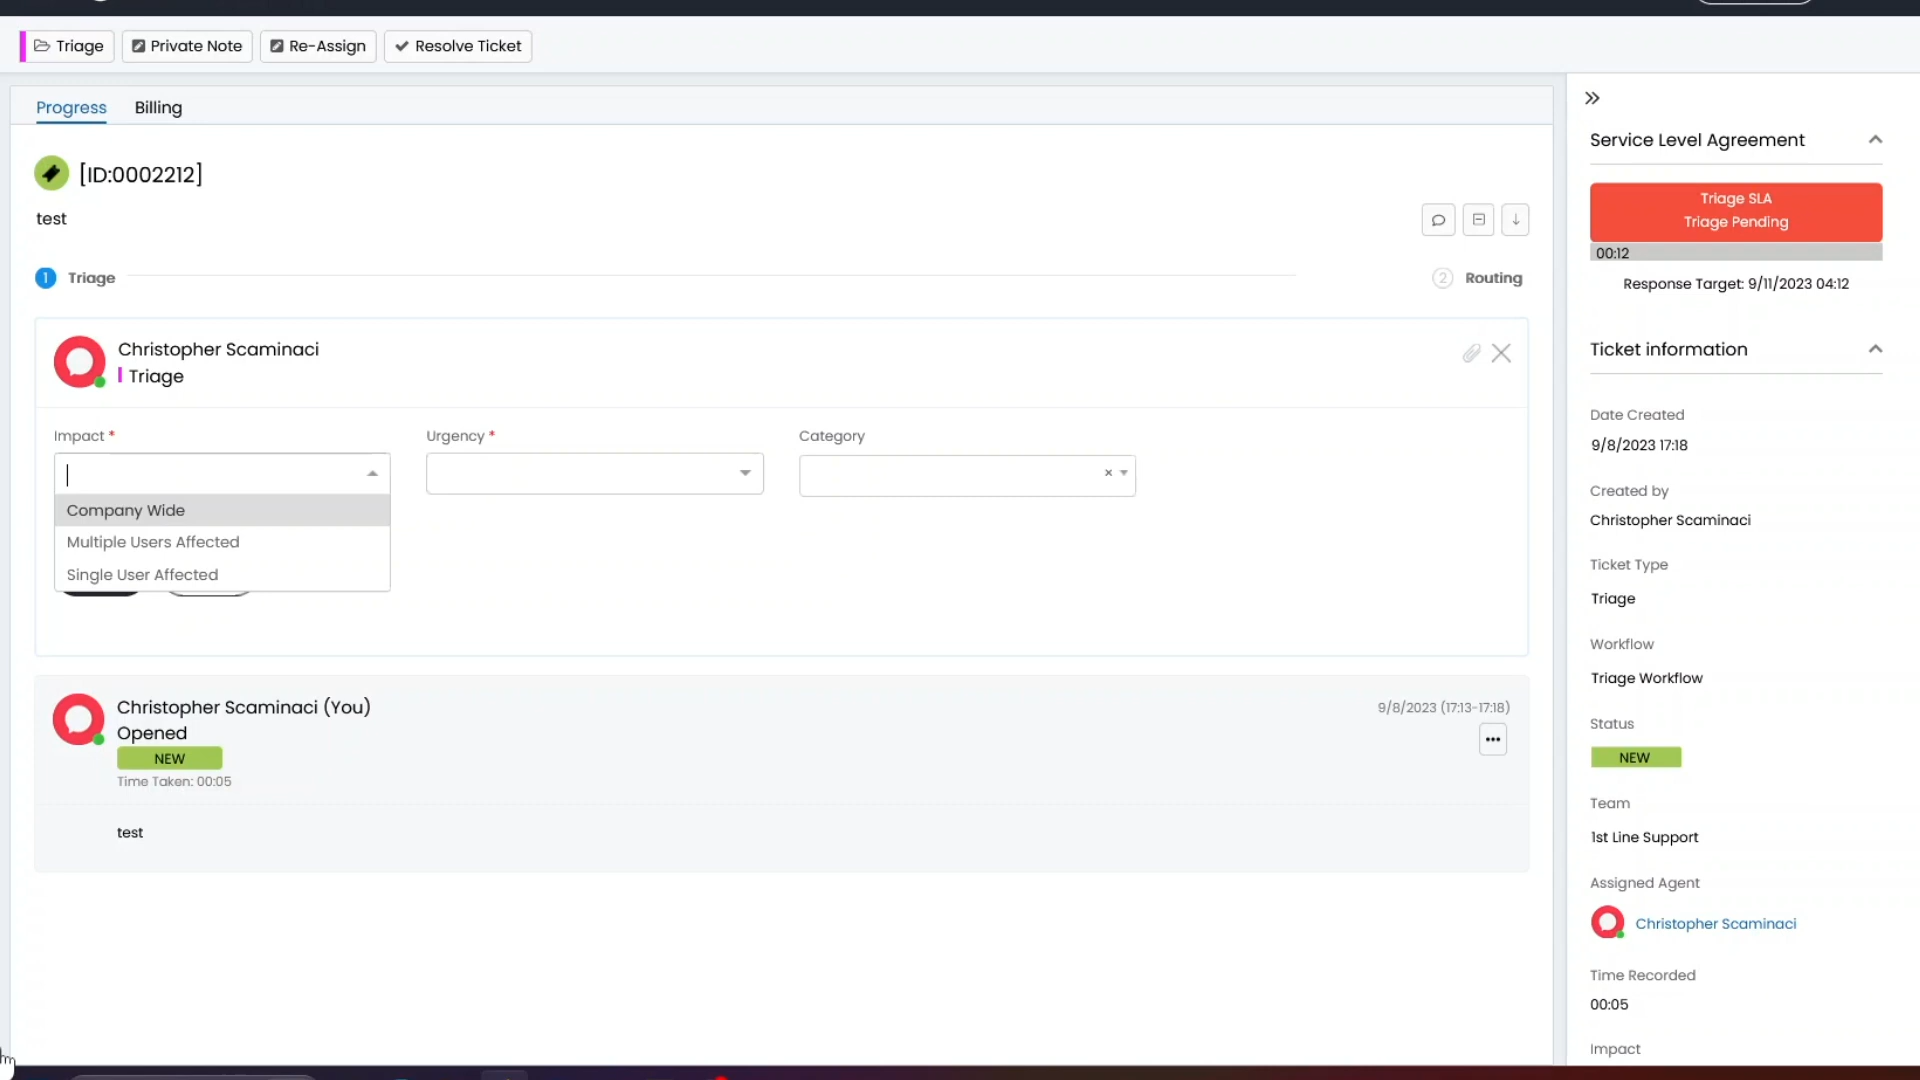 Triage Private Note Re-Assign Resolve Ticket
Progress Billing
[ID:0002212]
test
1 Triage
2 Routing
Christopher Scaminaci
Triage
Impact * Urgency * Category
Company Wide
Multiple Users Affected
Single User Affected
Christopher Scaminaci (You)
Opened
NEW
Time Taken: 00:05
9/8/2023 (17:13-17:18)
test
Service Level Agreement
Triage SLA
Triage Pending
00:12
Response Target: 9/11/2023 04:12
Ticket information
Date Created
9/8/2023 17:18
Created by
Christopher Scaminaci
Ticket Type
Triage
Workflow
Triage Workflow
Status
NEW
Team
1st Line Support
Assigned Agent
Christopher Scaminaci
Time Recorded
00:05
Impact